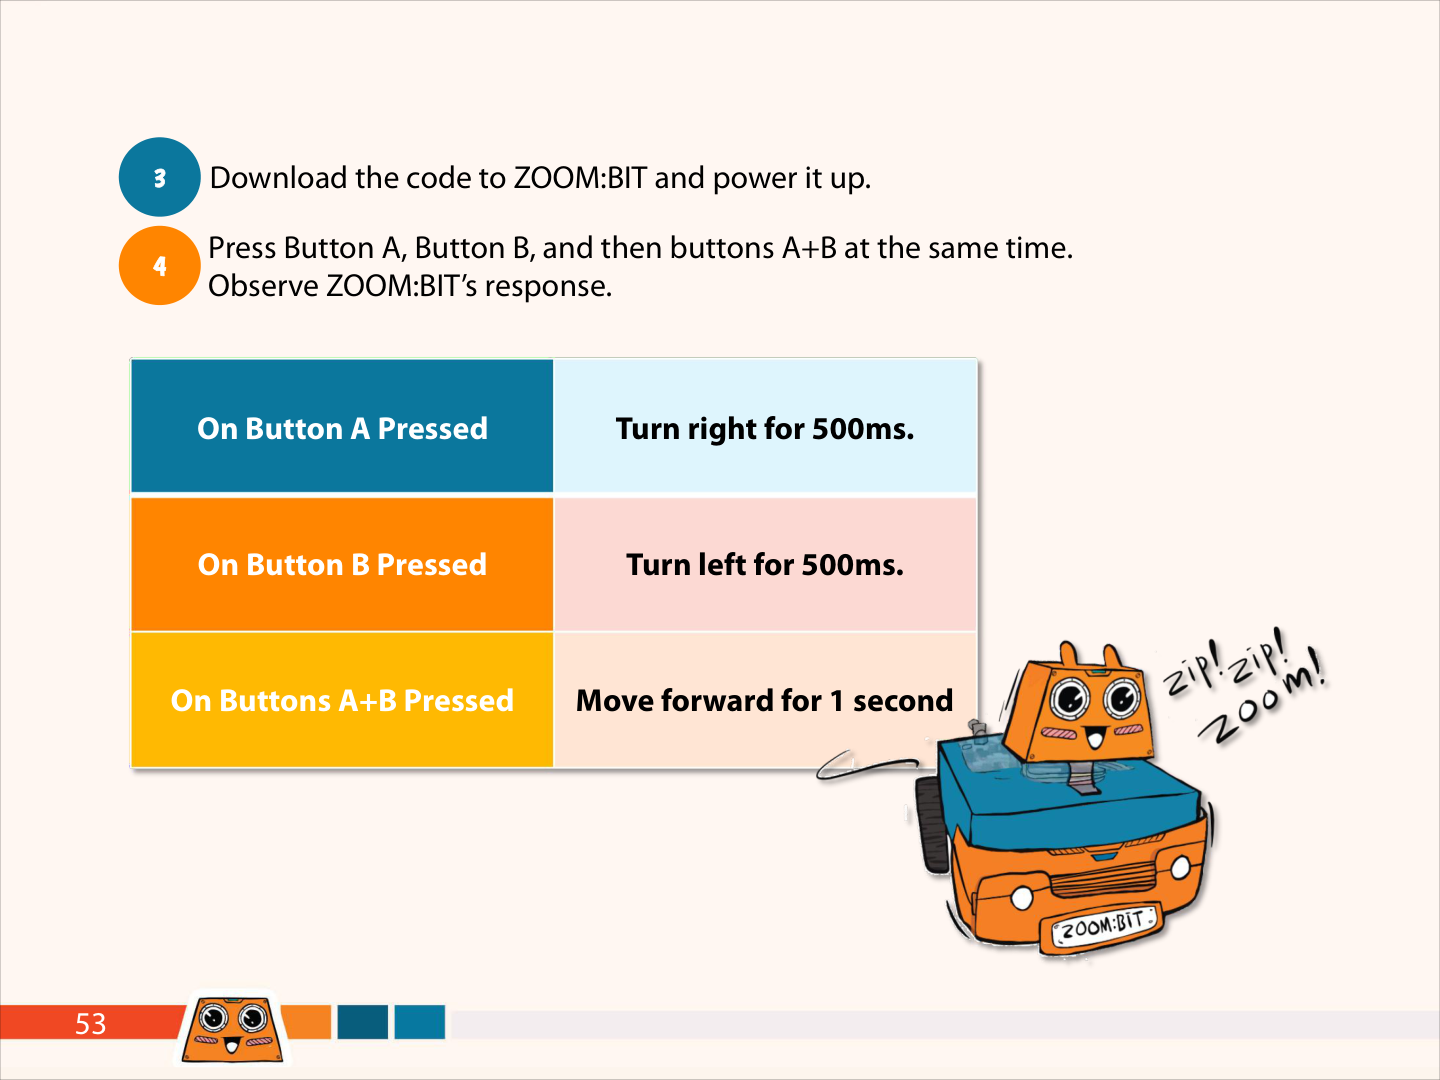 3
Download the code to ZOOM:BIT and power it up.
4
Press Button A, Button B, and then buttons A+B at the same time.
Observe ZOOM:BIT’s response.
On Button A Pressed
Turn right for 500ms.
On Button B Pressed
Turn left for 500ms.
On Buttons A+B Pressed
Move forward for 1 second
zip! zip!
zoom!
ZOOM:BIT
53